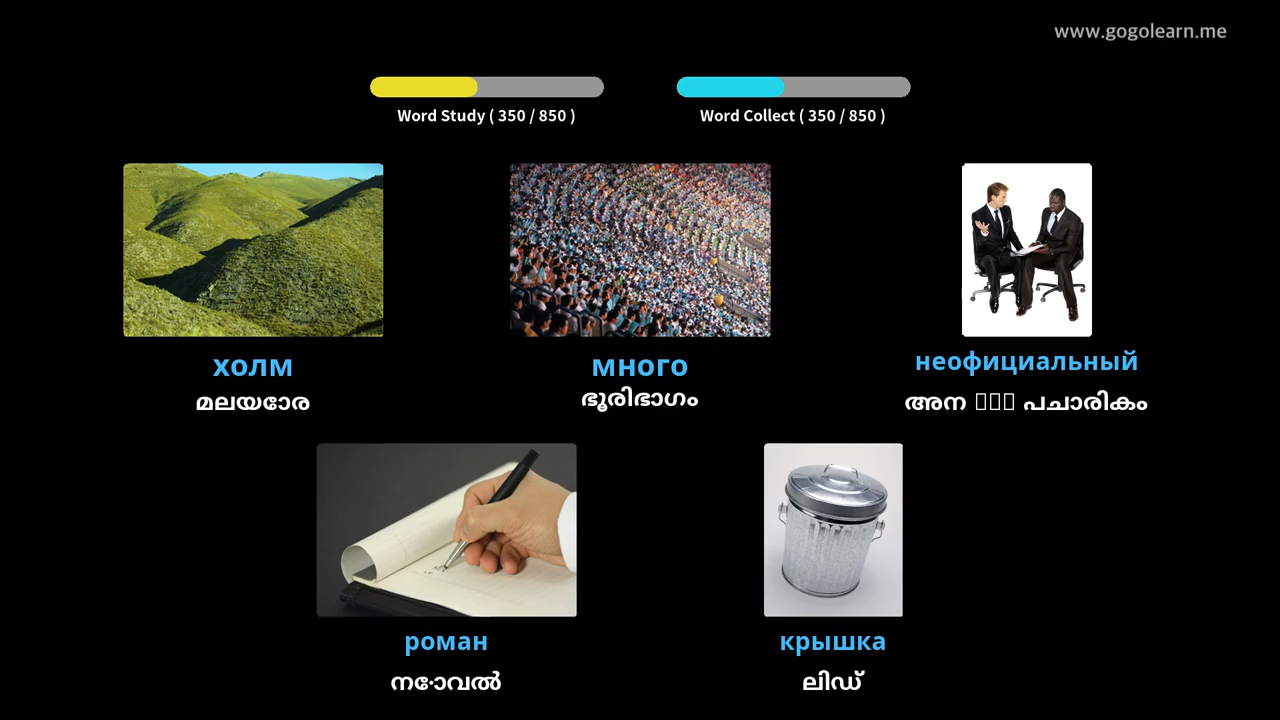 www.gogolearn.me
Word Study ( 350 / 850 )
Word Collect ( 350 / 850 )
холм
много
неофициальный
മലയോര
ഭൂരിഭാഗം
അന പചാരികം
роман
крышка
നോവൽ
ലിഡ്